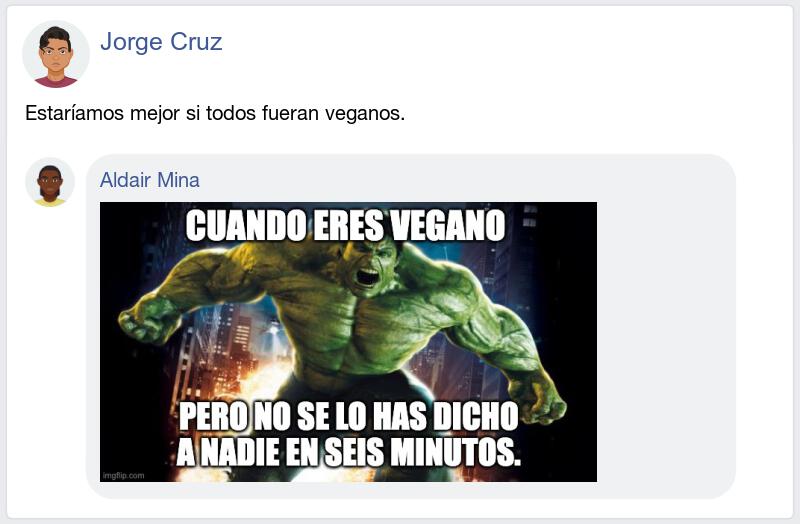 Jorge Cruz
Estaríamos mejor si todos fueran veganos.
Aldair Mina
CUANDO ERES VEGANO
PERO NO SE LO HAS DICHO
A NADIE EN SEIS MINUTOS.
imgflip.com